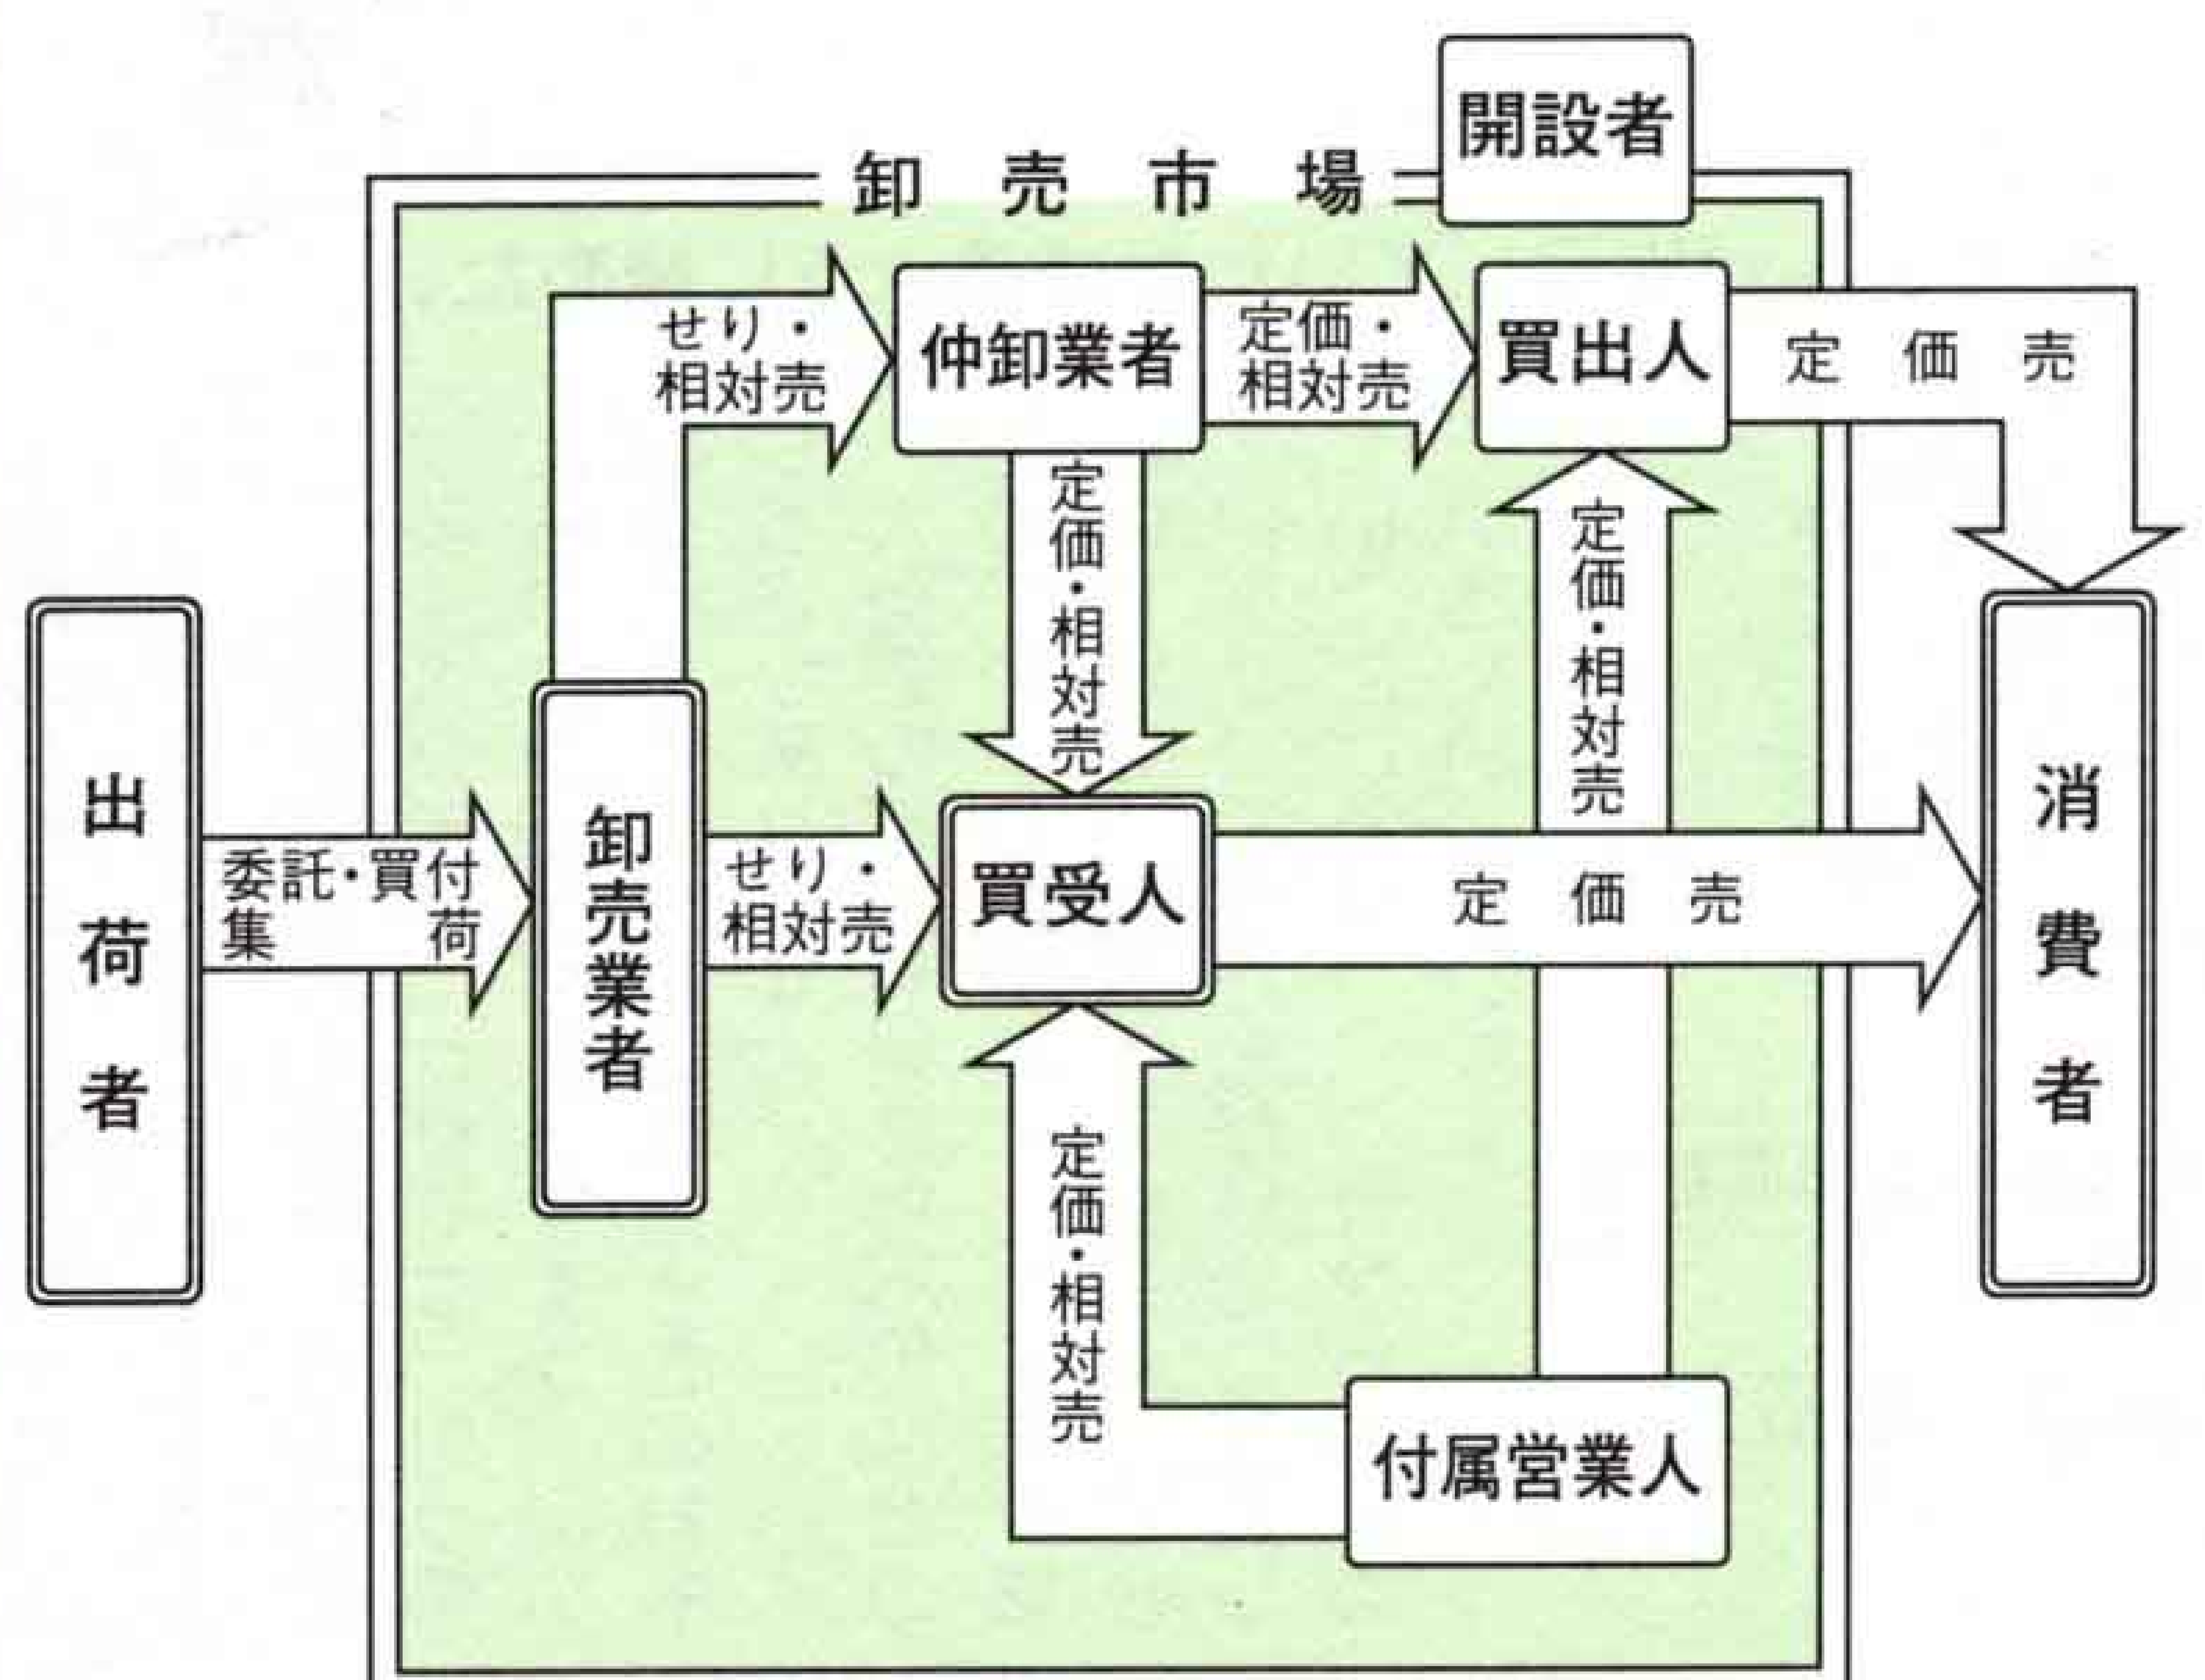 開設者
卸売市場
せり・
相対売
仲卸業者
定価・
相対売
買出人
定価売
定価・相対売
定価・相対売
出荷者
委託・買付
集荷
卸売業者
せり・
相対売
買受人
定価売
消費者
定価・相対売
付属営業人